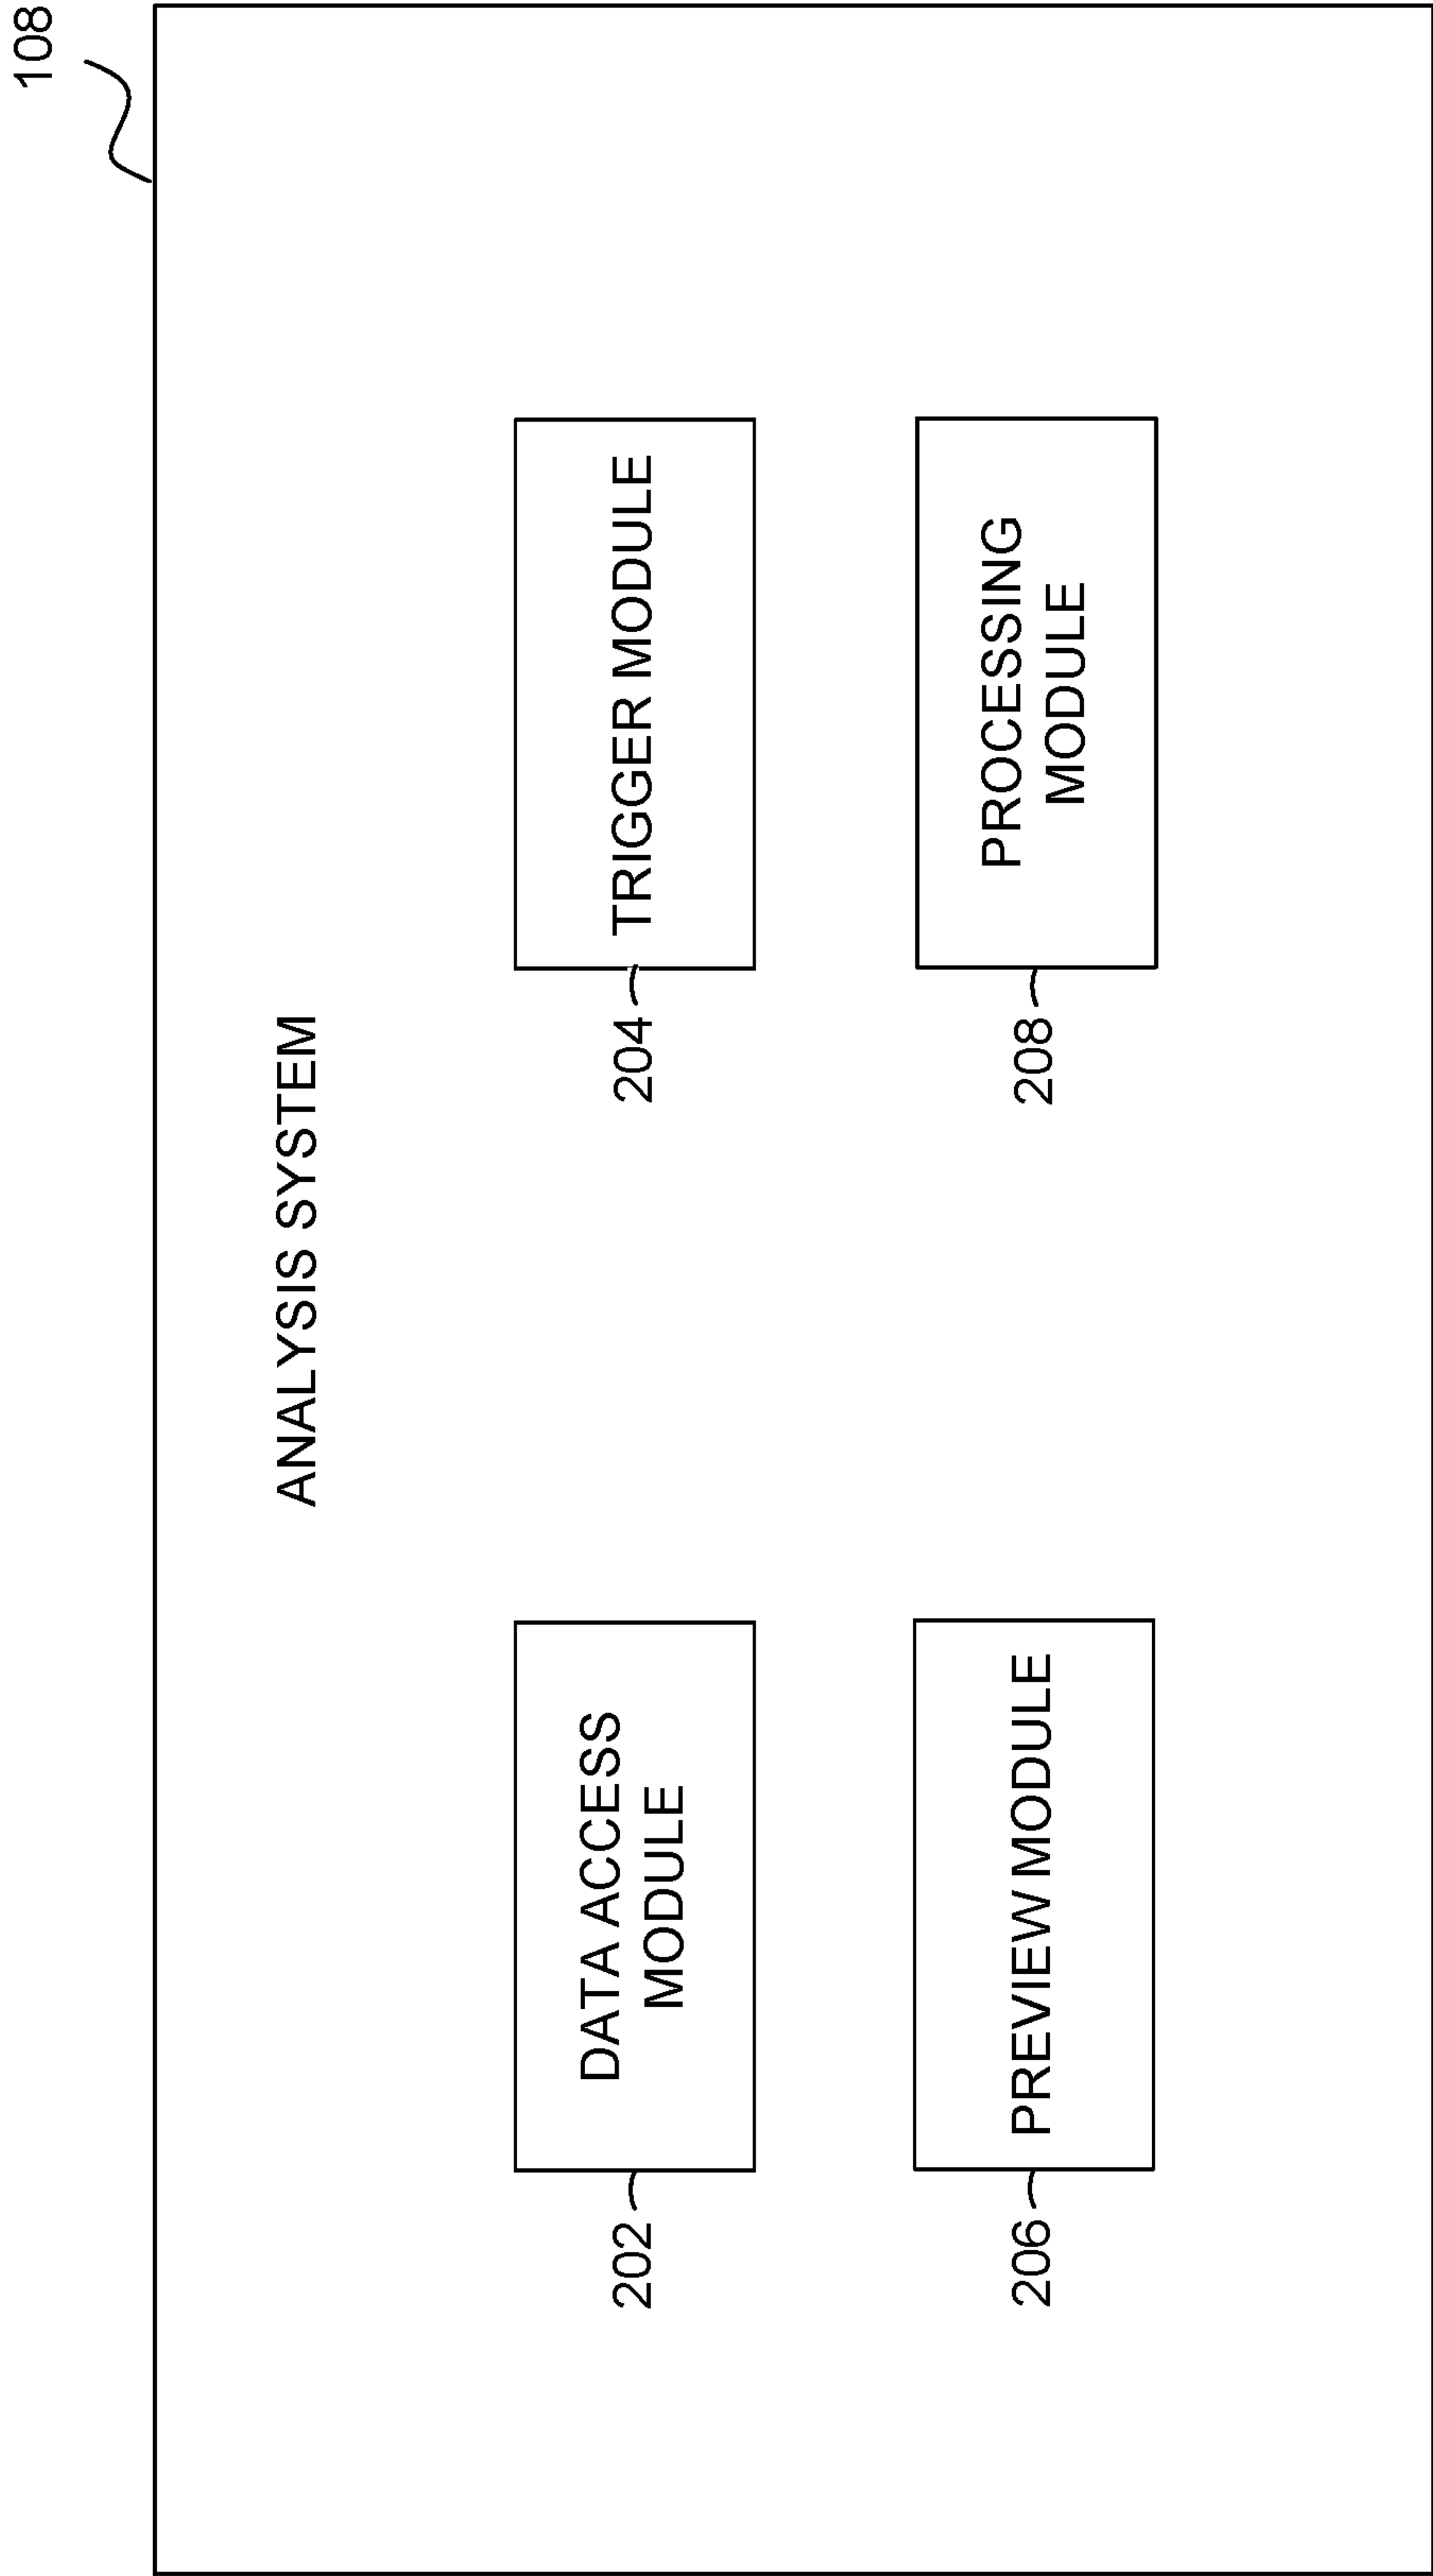 108
ANALYSIS SYSTEM
202
DATA ACCESS
MODULE
204
TRIGGER MODULE
206
PREVIEW MODULE
208
PROCESSING
MODULE